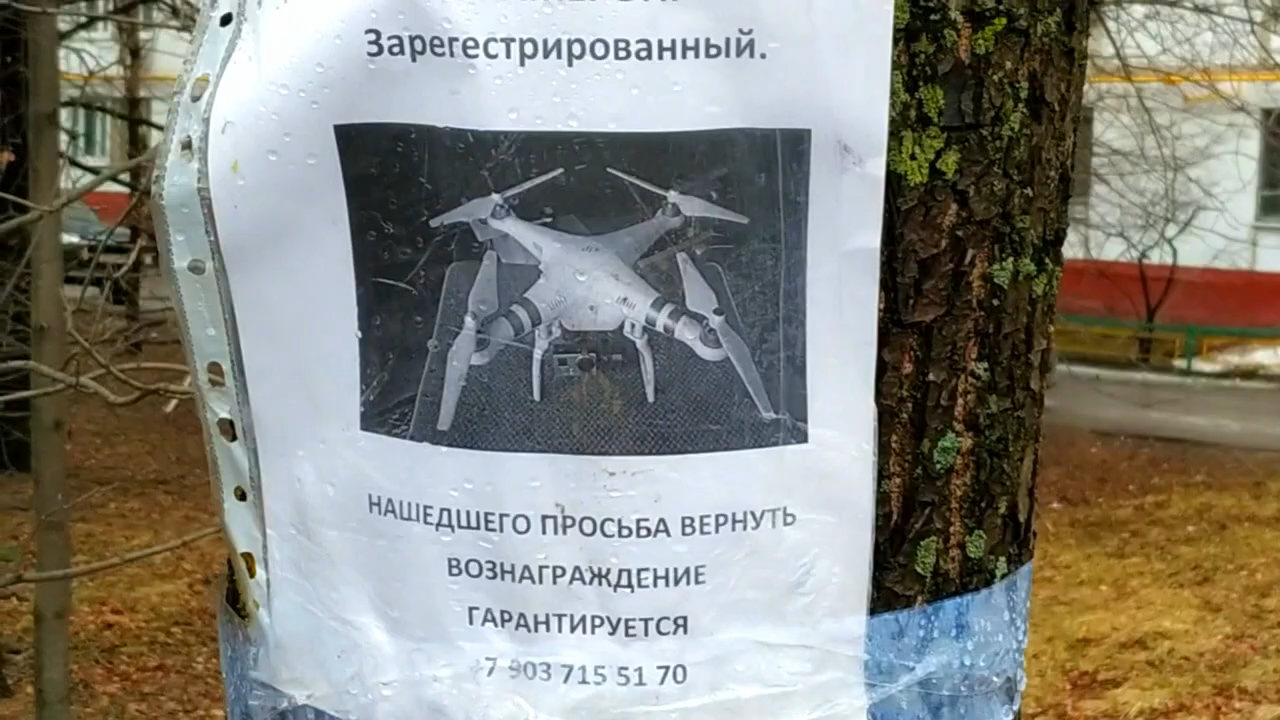 Зарегестрированный.
НАШЕДШЕГО ПРОСЬБА ВЕРНУТЬ
ВОЗНАГРАЖДЕНИЕ
ГАРАНТИРУЕТСЯ
+7 903 715 51 70